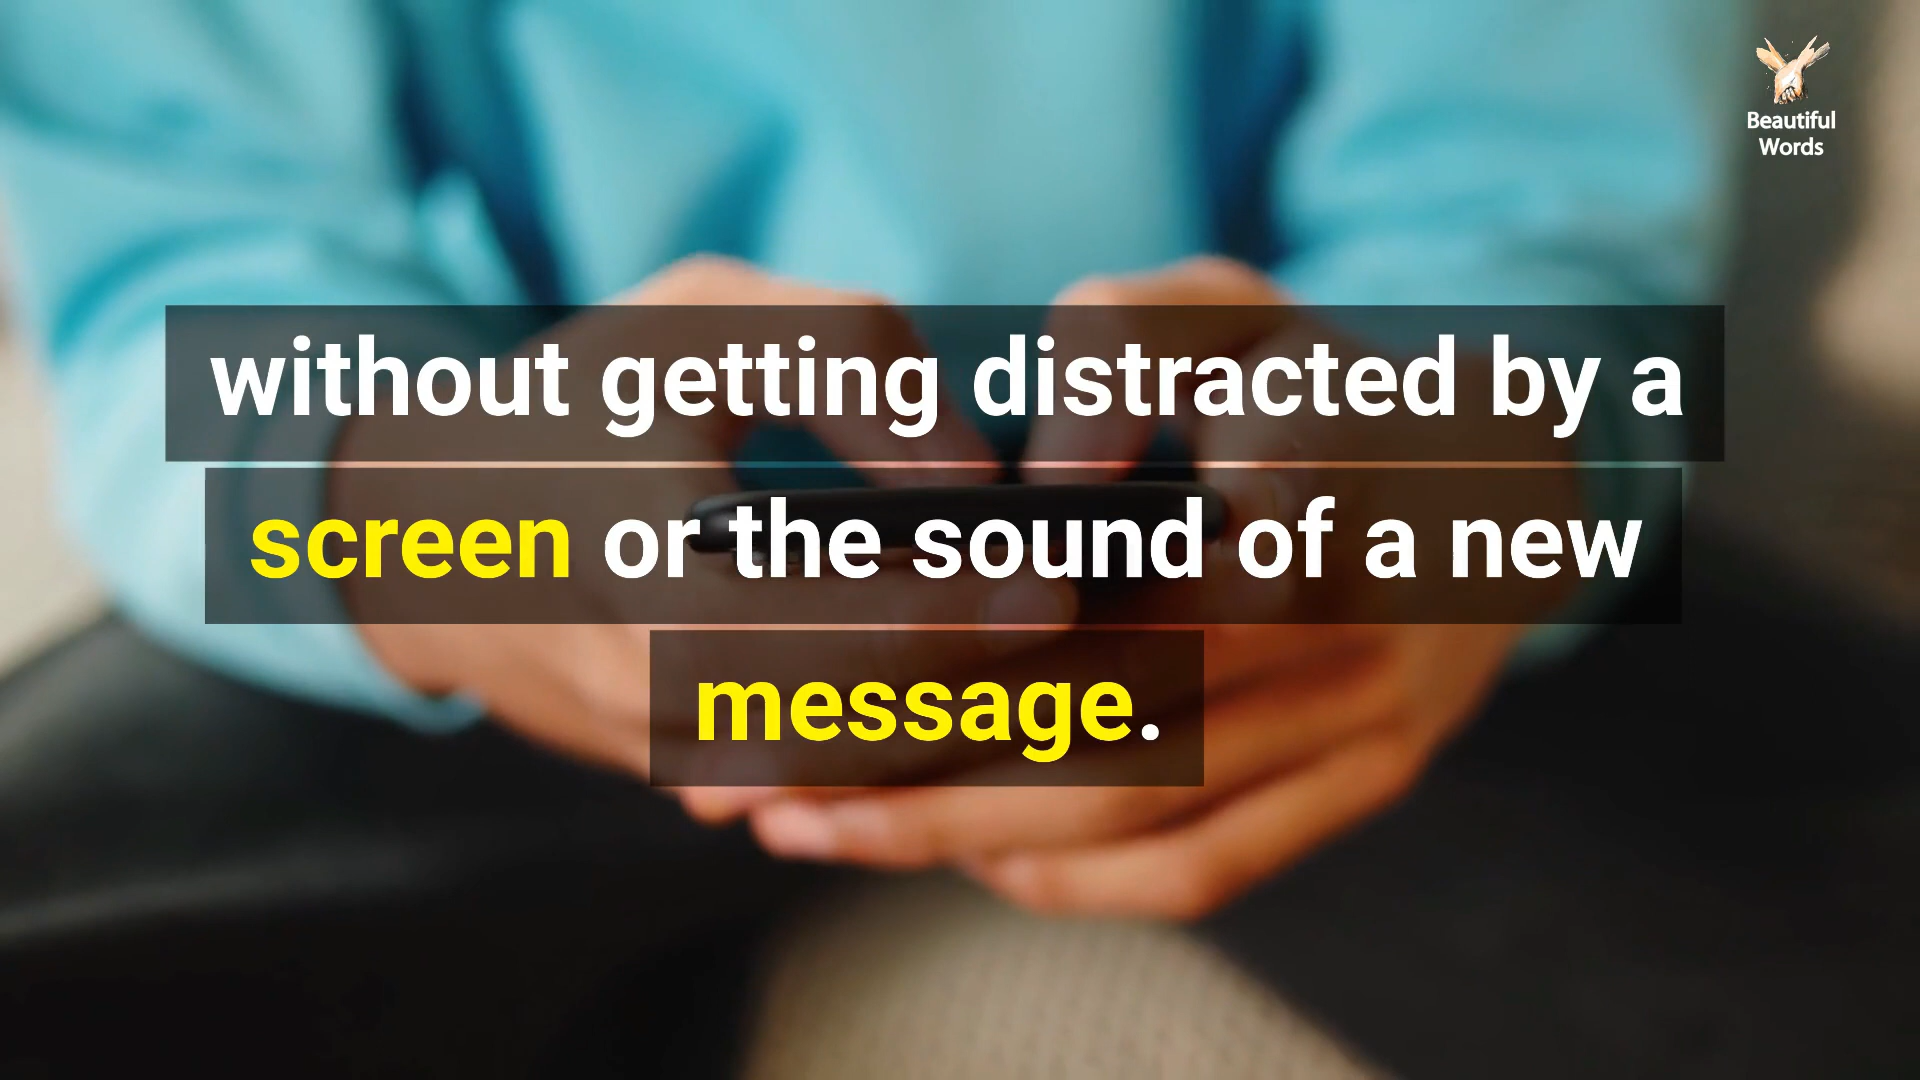 Beautiful
Words
without getting distracted by a
screen or the sound of a new
message.